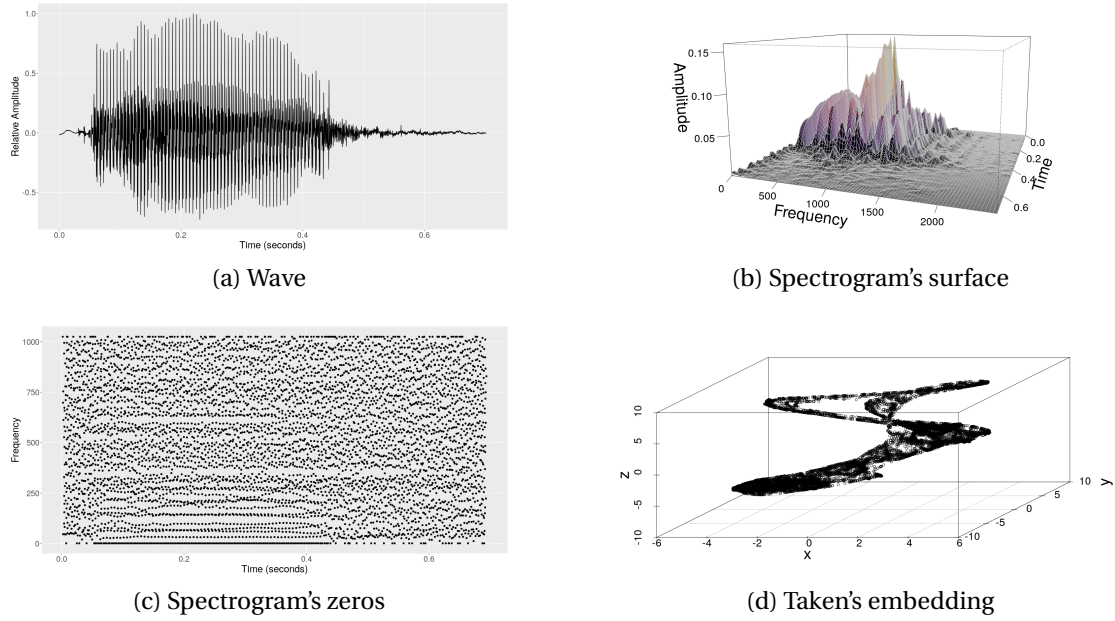 1.0
0.5
0.0
-0.5
Relative Amplitude
0.0 0.2 0.4 0.6
Time (seconds)
(a) Wave
0.15
0.10
0.05
Amplitude
0 500 1000 1500 2000
Frequency
0.0
0.2
0.4
0.6
Time
(b) Spectrogram's surface
1000
750
500
250
0
Frequency
0.0 0.2 0.4 0.6
Time (seconds)
(c) Spectrogram's zeros
10
5
0
-5
-10
z
-6 -4 -2 0 2 4 6
x
-10
-5
0
5
10
y
(d) Taken's embedding